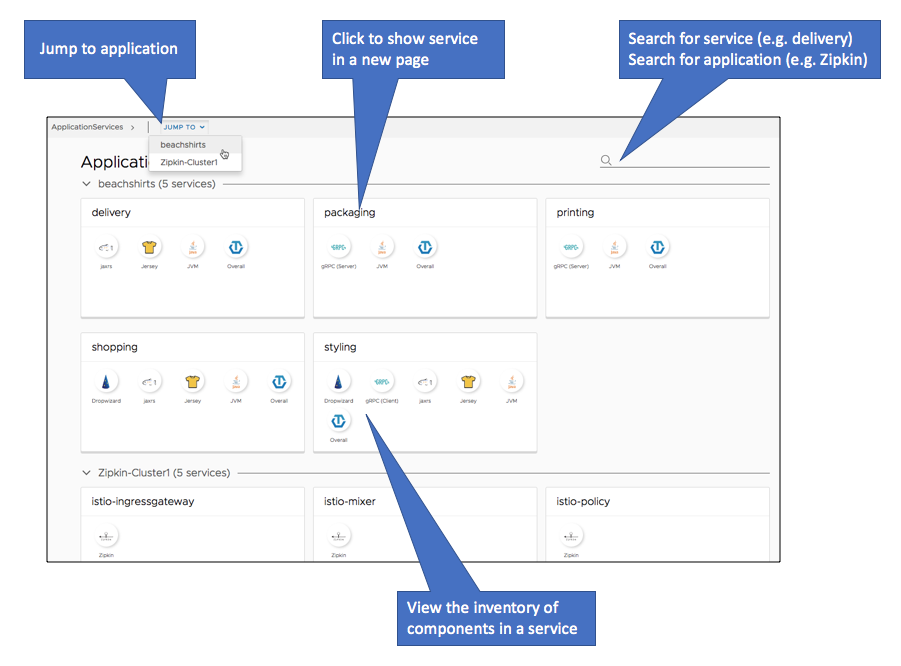 Jump to application
Click to show service
in a new page
Search for service (e.g. delivery)
Search for application (e.g. Zipkin)
ApplicationServices > | JUMP TO
beachshirts
Zipkin-Cluster1
Applicati
beachshirts (5 services)
delivery
jaxrs Jersey JVM Overall
packaging
gRPC (Server) JVM Overall
printing
gRPC (Server) JVM Overall
shopping
Dropwizard jaxrs Jersey JVM Overall
styling
Dropwizard gRPC (Client) jaxrs Jersey JVM
Overall
Zipkin-Cluster1 (5 services)
istio-ingressgateway
Zipkin
istio-mixer
Zipkin
istio-policy
Zipkin
View the inventory of
components in a service